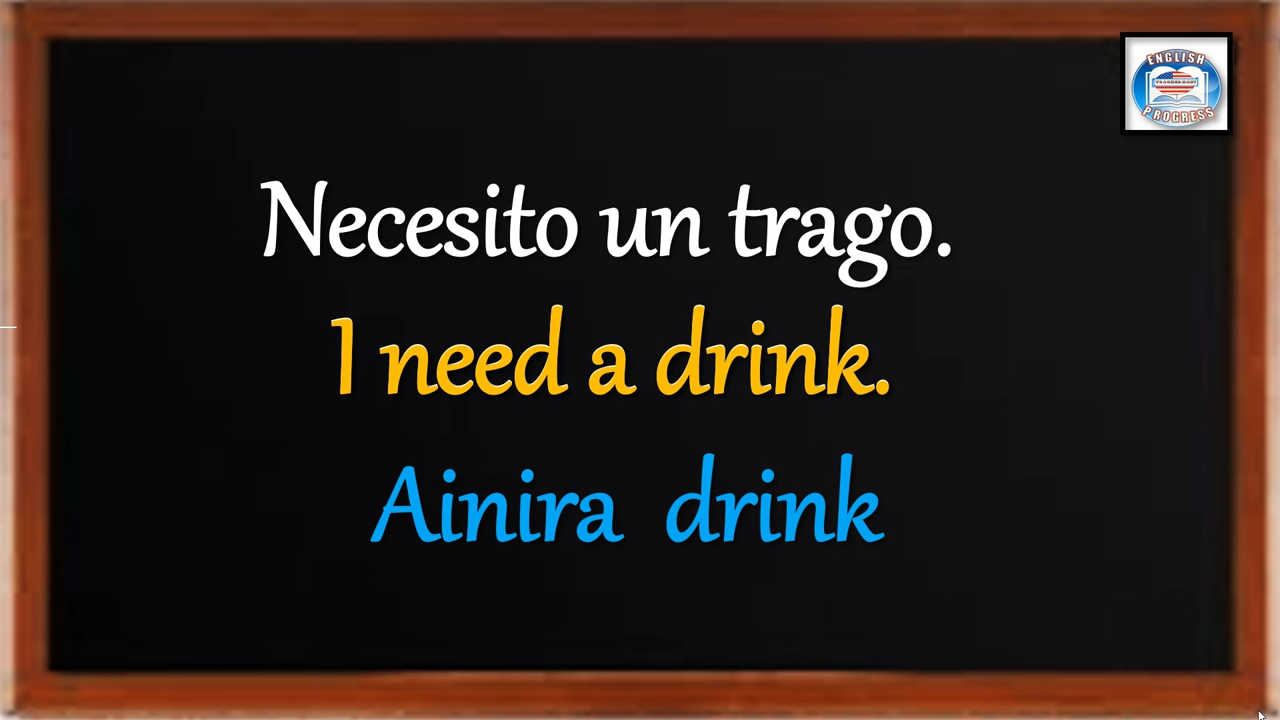 ENGLISH
PROGRESS
Necesito un trago.
I need a drink.
Ainira drink